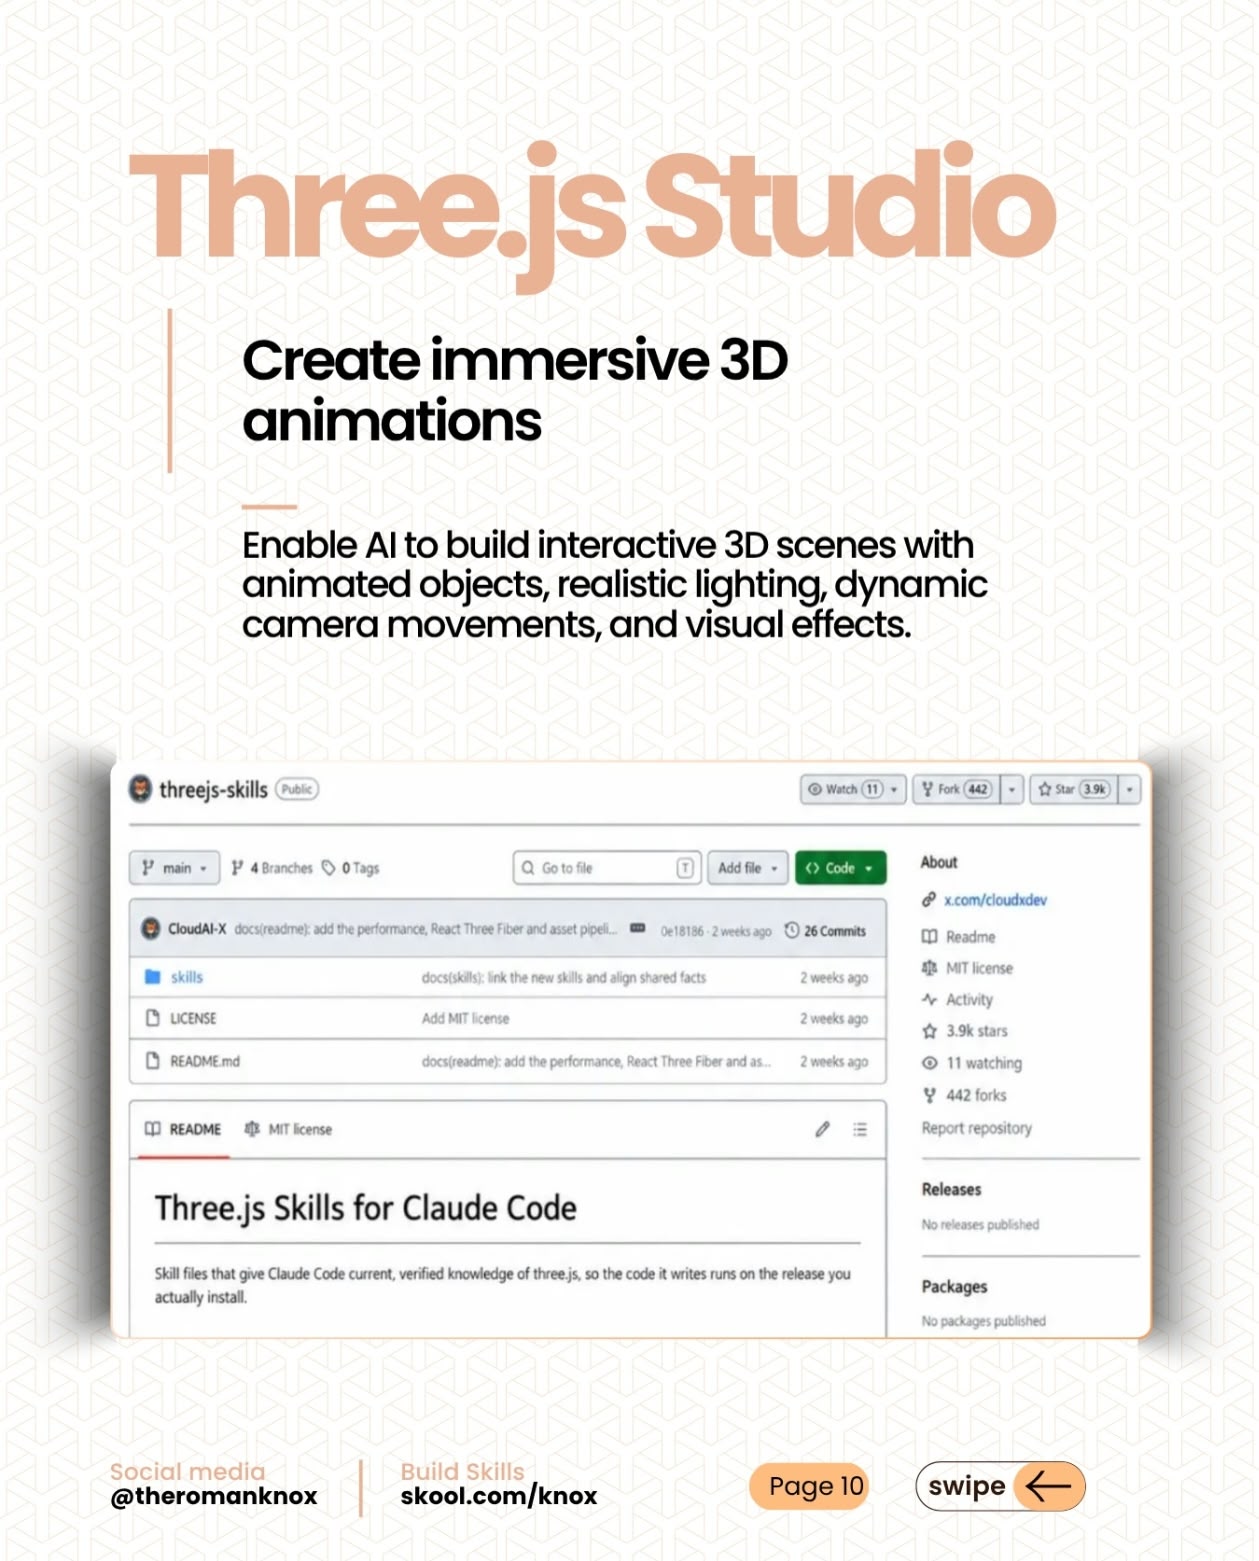 Three.js Studio
Create immersive 3D
animations
Enable AI to build interactive 3D scenes with
animated objects, realistic lighting, dynamic
camera movements, and visual effects.
threejs-skills Public
Watch 11
Fork 442
Star 3.9k
main
4 Branches
0 Tags
Go to file T
Add file
Code
CloudAI-X docs(readme): add the performance, React Three Fiber and asset pipeli... 0e18186 · 2 weeks ago 26 Commits
skills docs(skills): link the new skills and align shared facts 2 weeks ago
LICENSE Add MIT license 2 weeks ago
README.md docs(readme): add the performance, React Three Fiber and as... 2 weeks ago
README MIT license
Three.js Skills for Claude Code
Skill files that give Claude Code current, verified knowledge of three.js, so the code it writes runs on the release you
actually install.
About
x.com/cloudxdev
Readme
MIT license
Activity
3.9k stars
11 watching
442 forks
Report repository
Releases
No releases published
Packages
No packages published
Social media
@theromanknox
Build Skills
skool.com/knox
Page 10
swipe